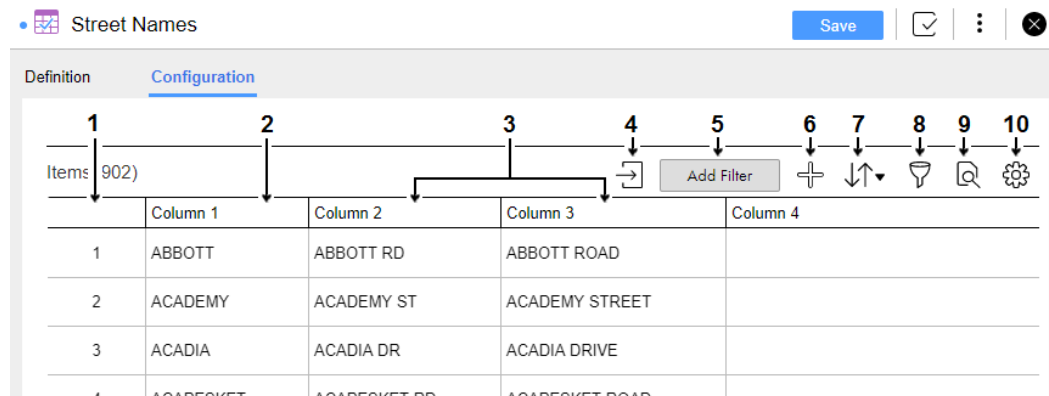 Street Names
Save
Definition Configuration
1 2 3 4 5 6 7 8 9 10
Items 902)
Add Filter
Column 1 Column 2 Column 3 Column 4
1 ABBOTT ABBOTT RD ABBOTT ROAD
2 ACADEMY ACADEMY ST ACADEMY STREET
3 ACADIA ACADIA DR ACADIA DRIVE